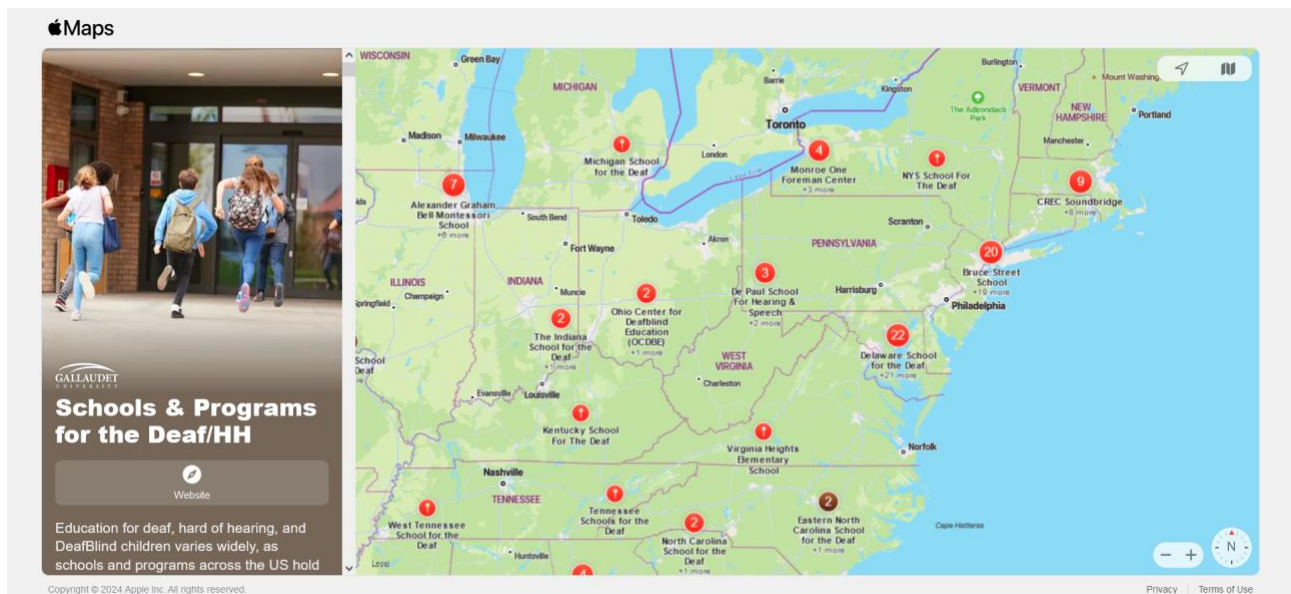 Maps
GALLAUDET
UNIVERSITY
Schools & Programs
for the Deaf/HH
Website
Education for deaf, hard of hearing, and
DeafBlind children varies widely, as
schools and programs across the US hold
WISCONSIN
Green Bay
MICHIGAN
Barrie
Kingston
Burlington
VERMONT
Mount Washing
The Adirondack
Park
NEW
HAMPSHIRE
Portland
Madison
Milwaukee
Toronto
Manchester
Michigan School
for the Deaf
London
Lake Erie
4
Monroe One
Foreman Center
+3 more
NYS School For
The Deaf
9
CREC Soundbridge
+8 more
7
Alexander Graham
Bell Montessori
School
+6 more
South Bend
Toledo
Scranton
Fort Wayne
Akron
PENNSYLVANIA
20
Bruce Street
School
+19 more
ILLINOIS
INDIANA
Muncie
Champaign
Springfield
3
De Paul School
For Hearing &
Speech
+2 more
Harrisburg
Philadelphia
2
Ohio Center for
Deafblind
Education
(OCDBE)
+1 more
2
The Indiana
School for the
Deaf
+1 more
22
Delaware School
for the Deaf
+21 more
School
Deaf
WEST
VIRGINIA
Charleston
Evansville
Louisville
Kentucky School
For The Deaf
Virginia Heights
Elementary
School
Norfolk
Nashville
TENNESSEE
West Tennessee
School for the
Deaf
Tennessee
Schools for the
Deaf
2
North Carolina
School for the
Deaf
+1 more
2
Eastern North
Carolina School
for the Deaf
+1 more
Cape Hatteras
Huntsville
Legal
4
N
Copyright © 2024 Apple Inc. All rights reserved.
Privacy
Terms of Use